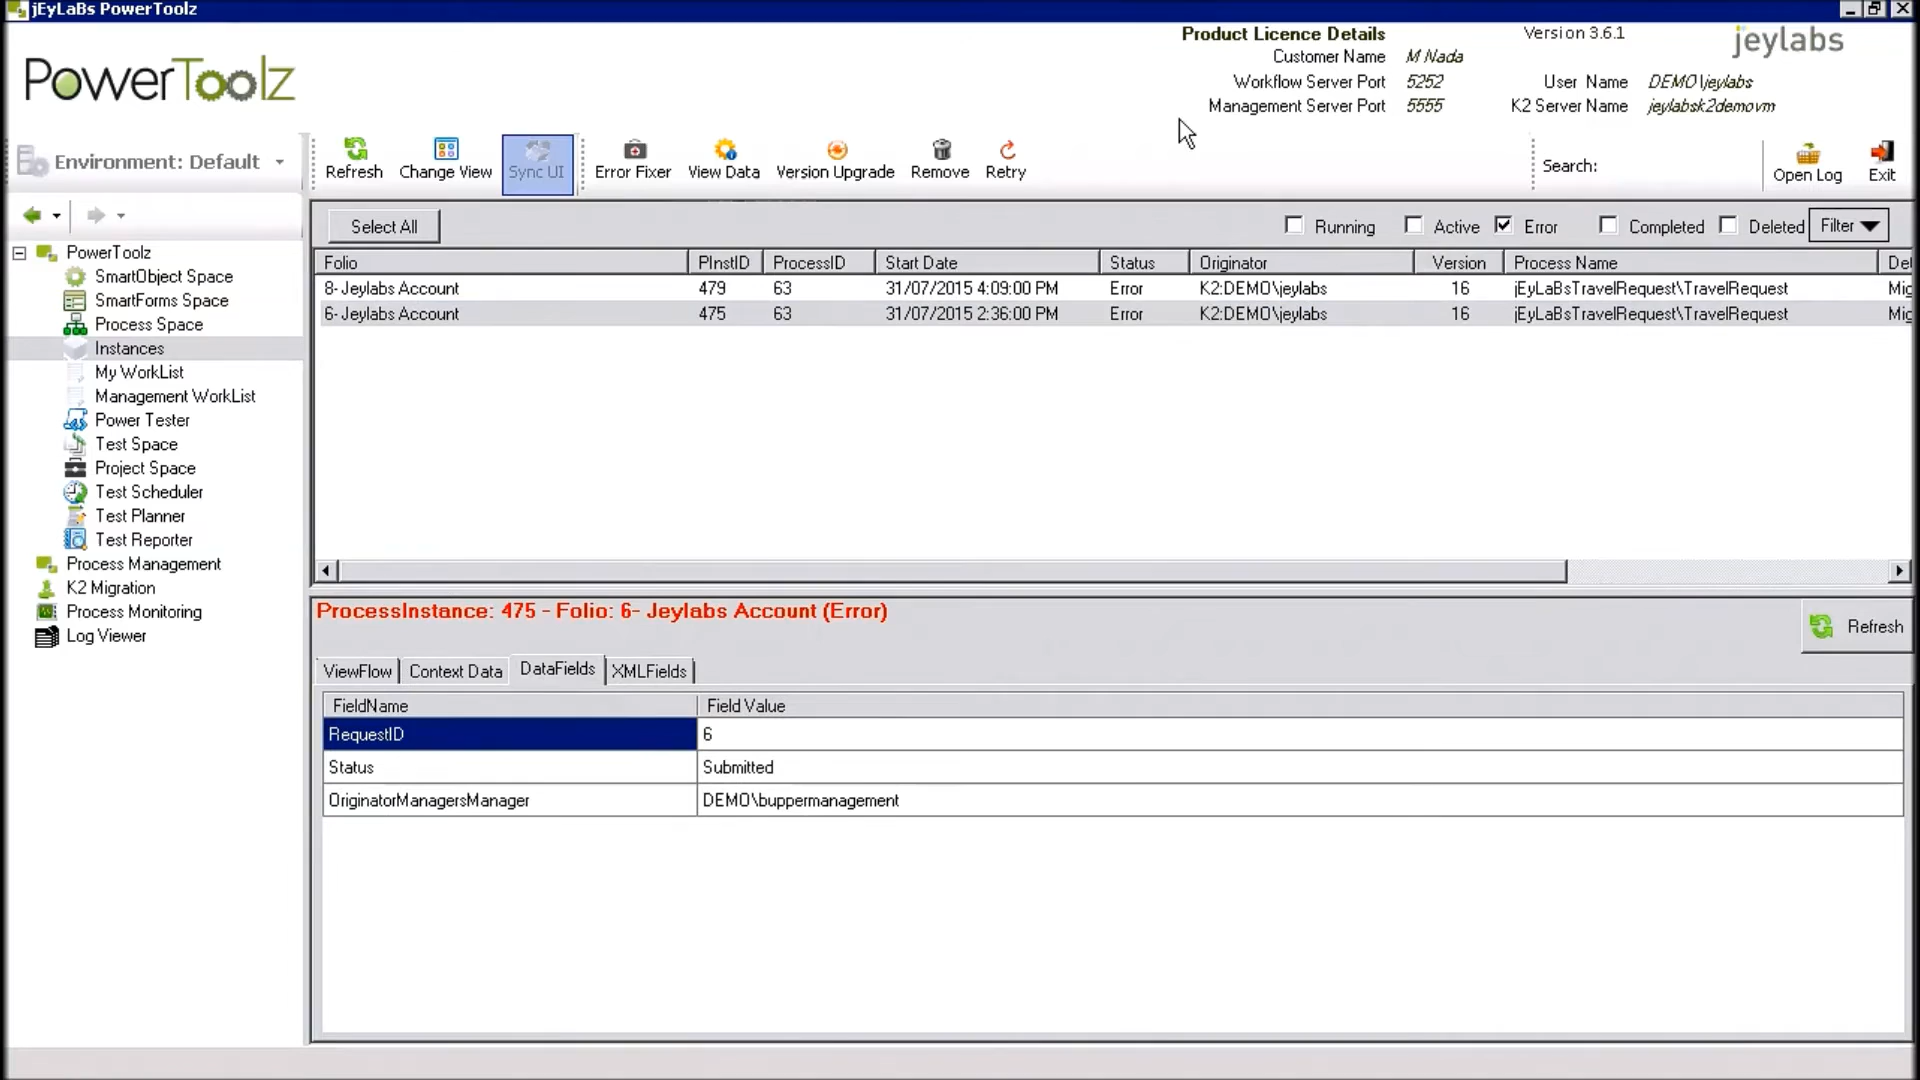 jEyLaBs PowerToolz
PowerToolz
Product Licence Details
Customer Name M Nada
Workflow Server Port 5252
Management Server Port 5555
Version 3.6.1
User Name DEMO\jeylabs
K2 Server Name jeylabsk2demovm
jeylabs
Environment: Default
Refresh
Change View
Sync UI
Error Fixer
View Data
Version Upgrade
Remove
Retry
Search:
Open Log
Exit
PowerToolz
SmartObject Space
SmartForms Space
Process Space
Instances
My WorkList
Management WorkList
Power Tester
Test Space
Project Space
Test Scheduler
Test Planner
Test Reporter
Process Management
K2 Migration
Process Monitoring
Log Viewer
Select All
Running Active Error Completed Deleted Filter
Folio PInstID ProcessID Start Date Status Originator Version Process Name Det
8- Jeylabs Account 479 63 31/07/2015 4:09:00 PM Error K2:DEMO\jeylabs 16 jEyLaBsTravelRequest\TravelRequest Mig
6- Jeylabs Account 475 63 31/07/2015 2:36:00 PM Error K2:DEMO\jeylabs 16 jEyLaBsTravelRequest\TravelRequest Mig
ProcessInstance: 475 - Folio: 6- Jeylabs Account (Error)
Refresh
ViewFlow Context Data DataFields XMLFields
FieldName Field Value
RequestID 6
Status Submitted
OriginatorManagersManager DEMO\buppermanagement